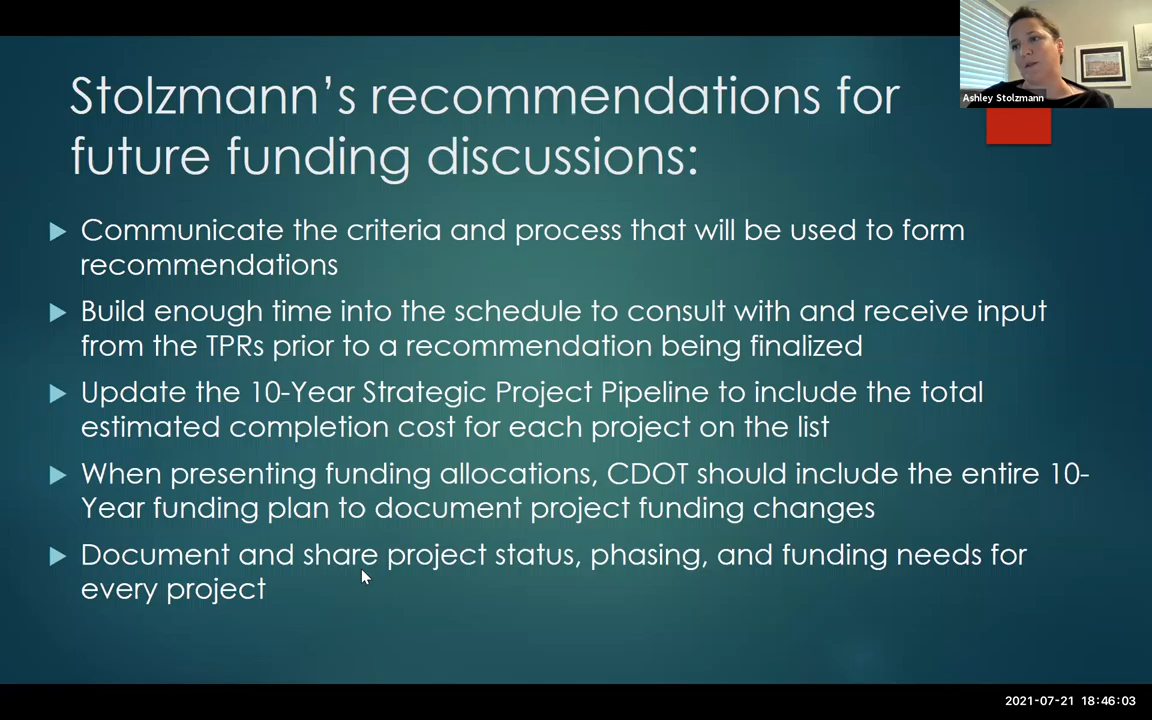 Stolzmann's recommendations for
future funding discussions:
Ashley Stolzmann
Communicate the criteria and process that will be used to form
recommendations
Build enough time into the schedule to consult with and receive input
from the TPRs prior to a recommendation being finalized
Update the 10-Year Strategic Project Pipeline to include the total
estimated completion cost for each project on the list
When presenting funding allocations, CDOT should include the entire 10-
Year funding plan to document project funding changes
Document and share project status, phasing, and funding needs for
every project
2021-07-21 18:46:03